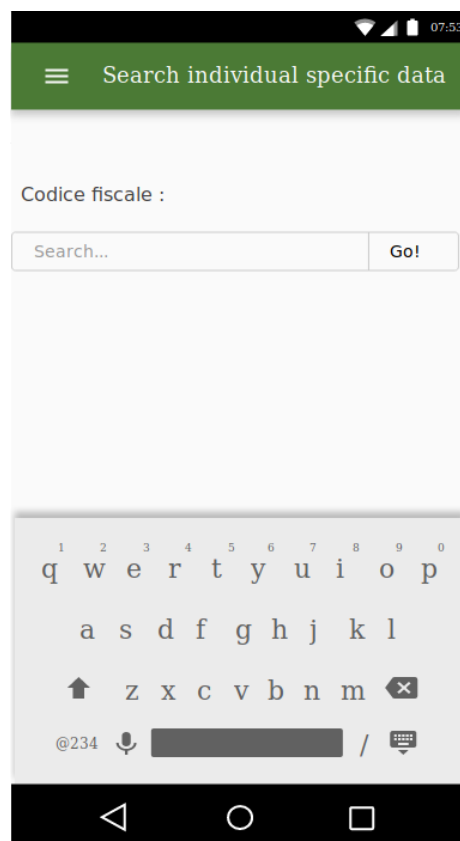 07:53
Search individual specific data
Codice fiscale :
Search...
Go!
1 2 3 4 5 6 7 8 9 0
q w e r t y u i o p
a s d f g h j k l
z x c v b n m
@234 /